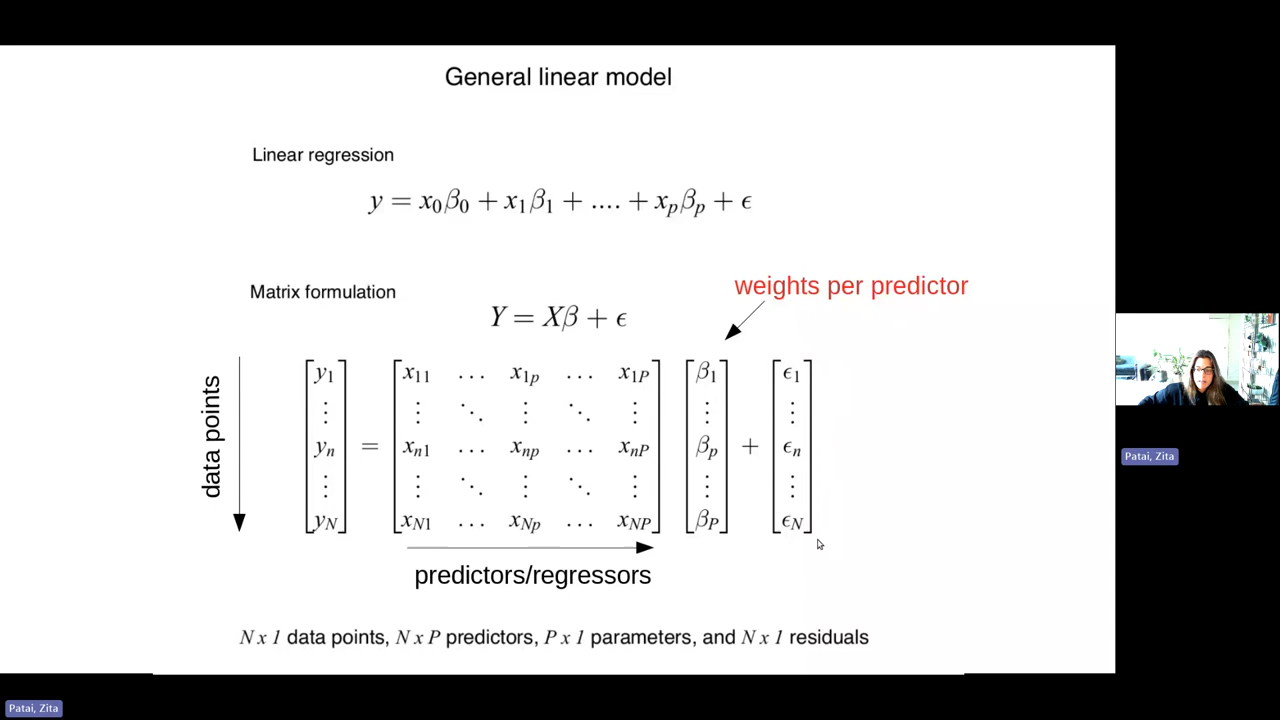 General linear model
Linear regression
y = x₀β₀ + x₁β₁ + .... + xₚβₚ + ϵ
weights per predictor
Matrix formulation
Y = Xβ + ϵ
data points
y₁ x₁₁ … x₁ₚ … x₁P β₁ ϵ₁
⋮ ⋮ ⋱ ⋮ ⋱ ⋮ ⋮ ⋮
yₙ = xₙ₁ … xₙₚ … xₙP βₚ + ϵₙ
⋮ ⋮ ⋱ ⋮ ⋱ ⋮ ⋮ ⋮
y_N x_N1 … x_Np … x_NP β_P ϵ_N
predictors/regressors
N x 1 data points, N x P predictors, P x 1 parameters, and N x 1 residuals
Patai, Zita
Patai, Zita